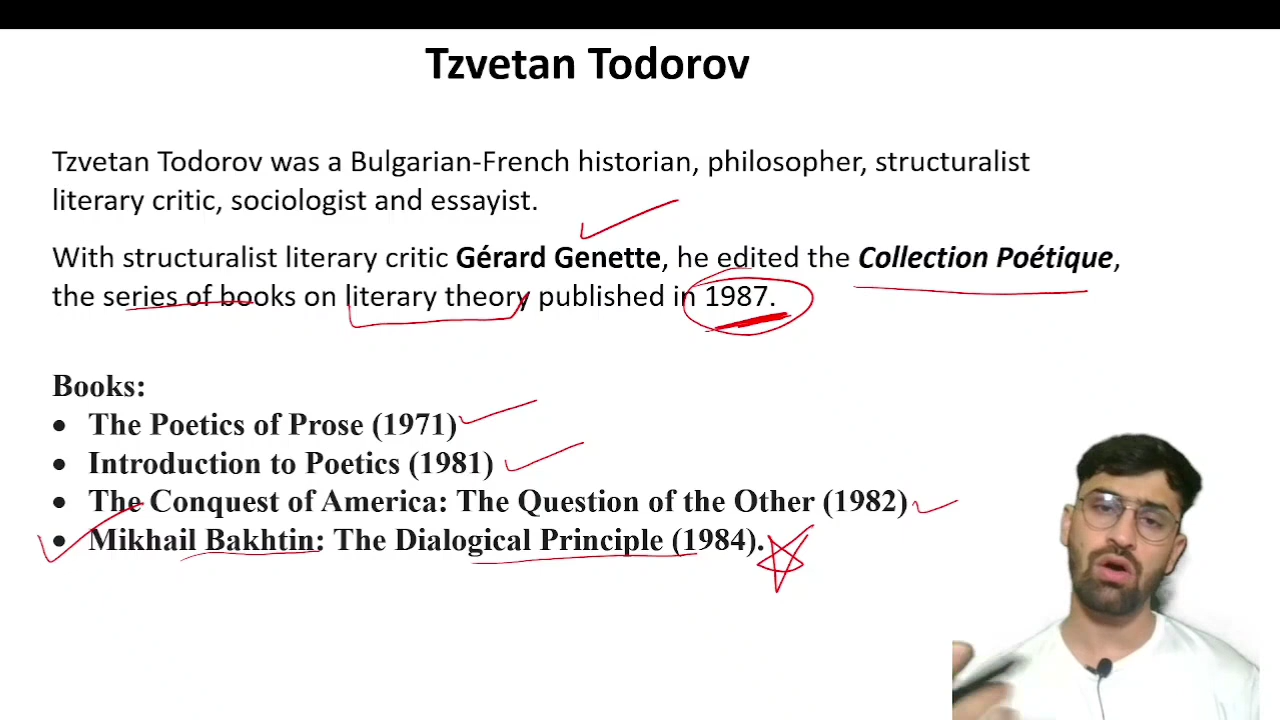 Tzvetan Todorov
Tzvetan Todorov was a Bulgarian-French historian, philosopher, structuralist
literary critic, sociologist and essayist.
With structuralist literary critic Gérard Genette, he edited the Collection Poétique,
the series of books on literary theory published in 1987.
Books:
• The Poetics of Prose (1971)
• Introduction to Poetics (1981)
• The Conquest of America: The Question of the Other (1982)
• Mikhail Bakhtin: The Dialogical Principle (1984).